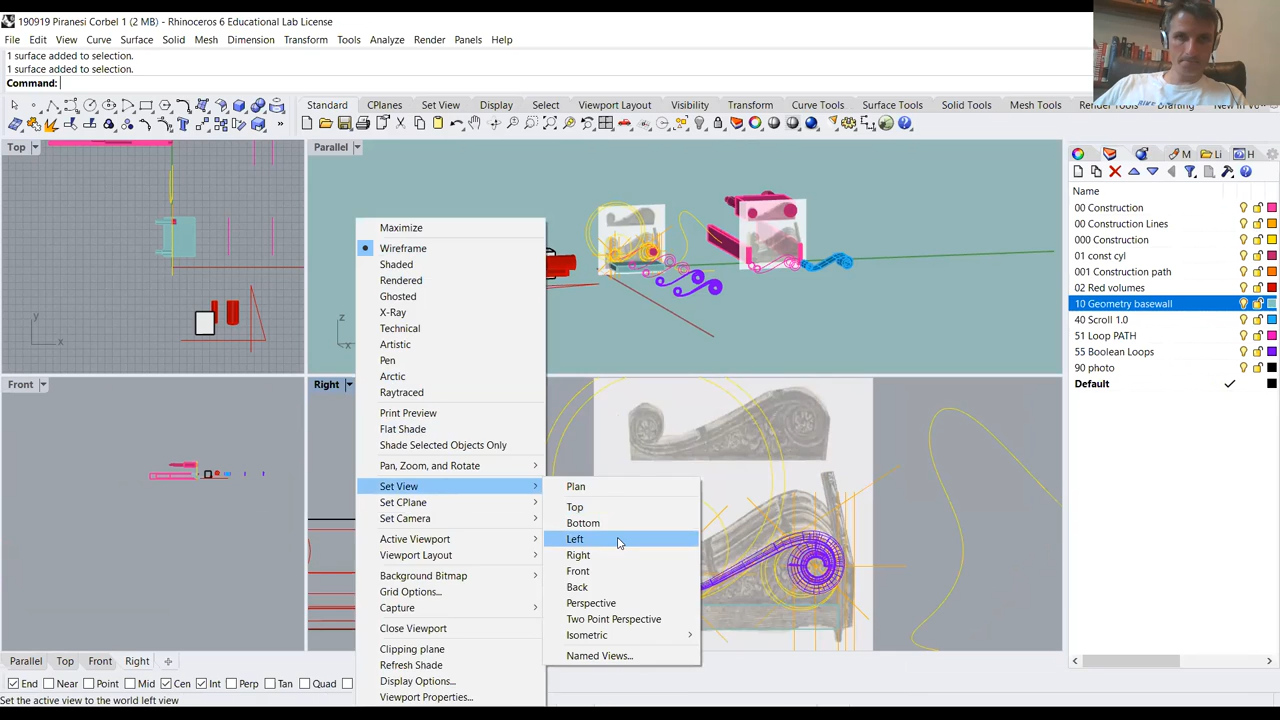 190919 Piranesi Corbel 1 (2 MB) - Rhinoceros 6 Educational Lab License
File Edit View Curve Surface Solid Mesh Dimension Transform Tools Analyze Render Panels Help
1 surface added to selection.
1 surface added to selection.
Command:
Standard CPlanes Set View Display Select Viewport Layout Visibility Transform Curve Tools Surface Tools Solid Tools Mesh Tools
Top
Parallel
Front
Right
y
x
z
x
Maximize
Wireframe
Shaded
Rendered
Ghosted
X-Ray
Technical
Artistic
Pen
Arctic
Raytraced
Print Preview
Flat Shade
Shade Selected Objects Only
Pan, Zoom, and Rotate
Set View
Set CPlane
Set Camera
Active Viewport
Viewport Layout
Background Bitmap
Grid Options...
Capture
Close Viewport
Clipping plane
Refresh Shade
Display Options...
Viewport Properties...
Plan
Top
Bottom
Left
Right
Front
Back
Perspective
Two Point Perspective
Isometric
Named Views...
M Li H
Name
00 Construction
00 Construction Lines
000 Construction
01 const cyl
001 Construction path
02 Red volumes
10 Geometry basewall
40 Scroll 1.0
51 Loop PATH
55 Boolean Loops
90 photo
Default
Parallel Top Front Right
End Near Point Mid Cen Int Perp Tan Quad
Set the active view to the world left view